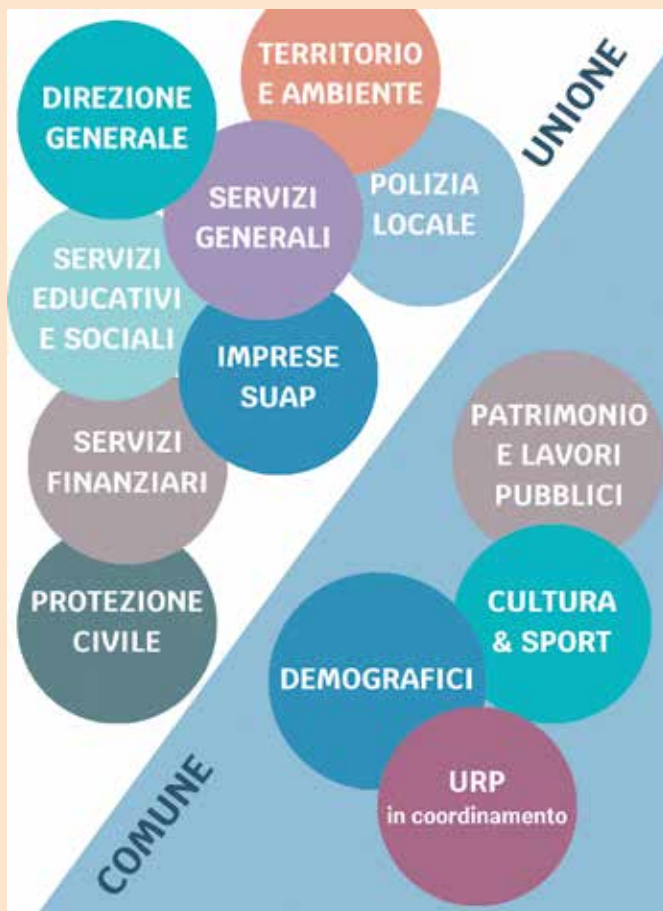 DIREZIONE
GENERALE
TERRITORIO
E AMBIENTE
SERVIZI
GENERALI
POLIZIA
LOCALE
SERVIZI
EDUCATIVI
E SOCIALI
IMPRESE
SUAP
SERVIZI
FINANZIARI
PROTEZIONE
CIVILE
UNIONE
COMUNE
PATRIMONIO
E LAVORI
PUBBLICI
CULTURA
& SPORT
DEMOGRAFICI
URP
in coordinamento